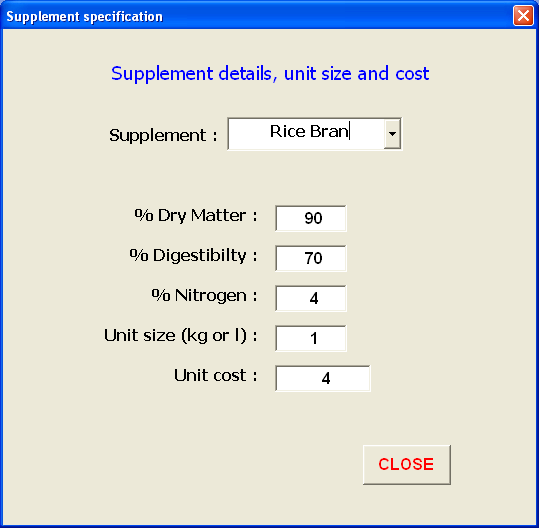 Supplement specification
Supplement details, unit size and cost
Supplement : Rice Bran
% Dry Matter : 90
% Digestibilty : 70
% Nitrogen : 4
Unit size (kg or l) : 1
Unit cost : 4
CLOSE